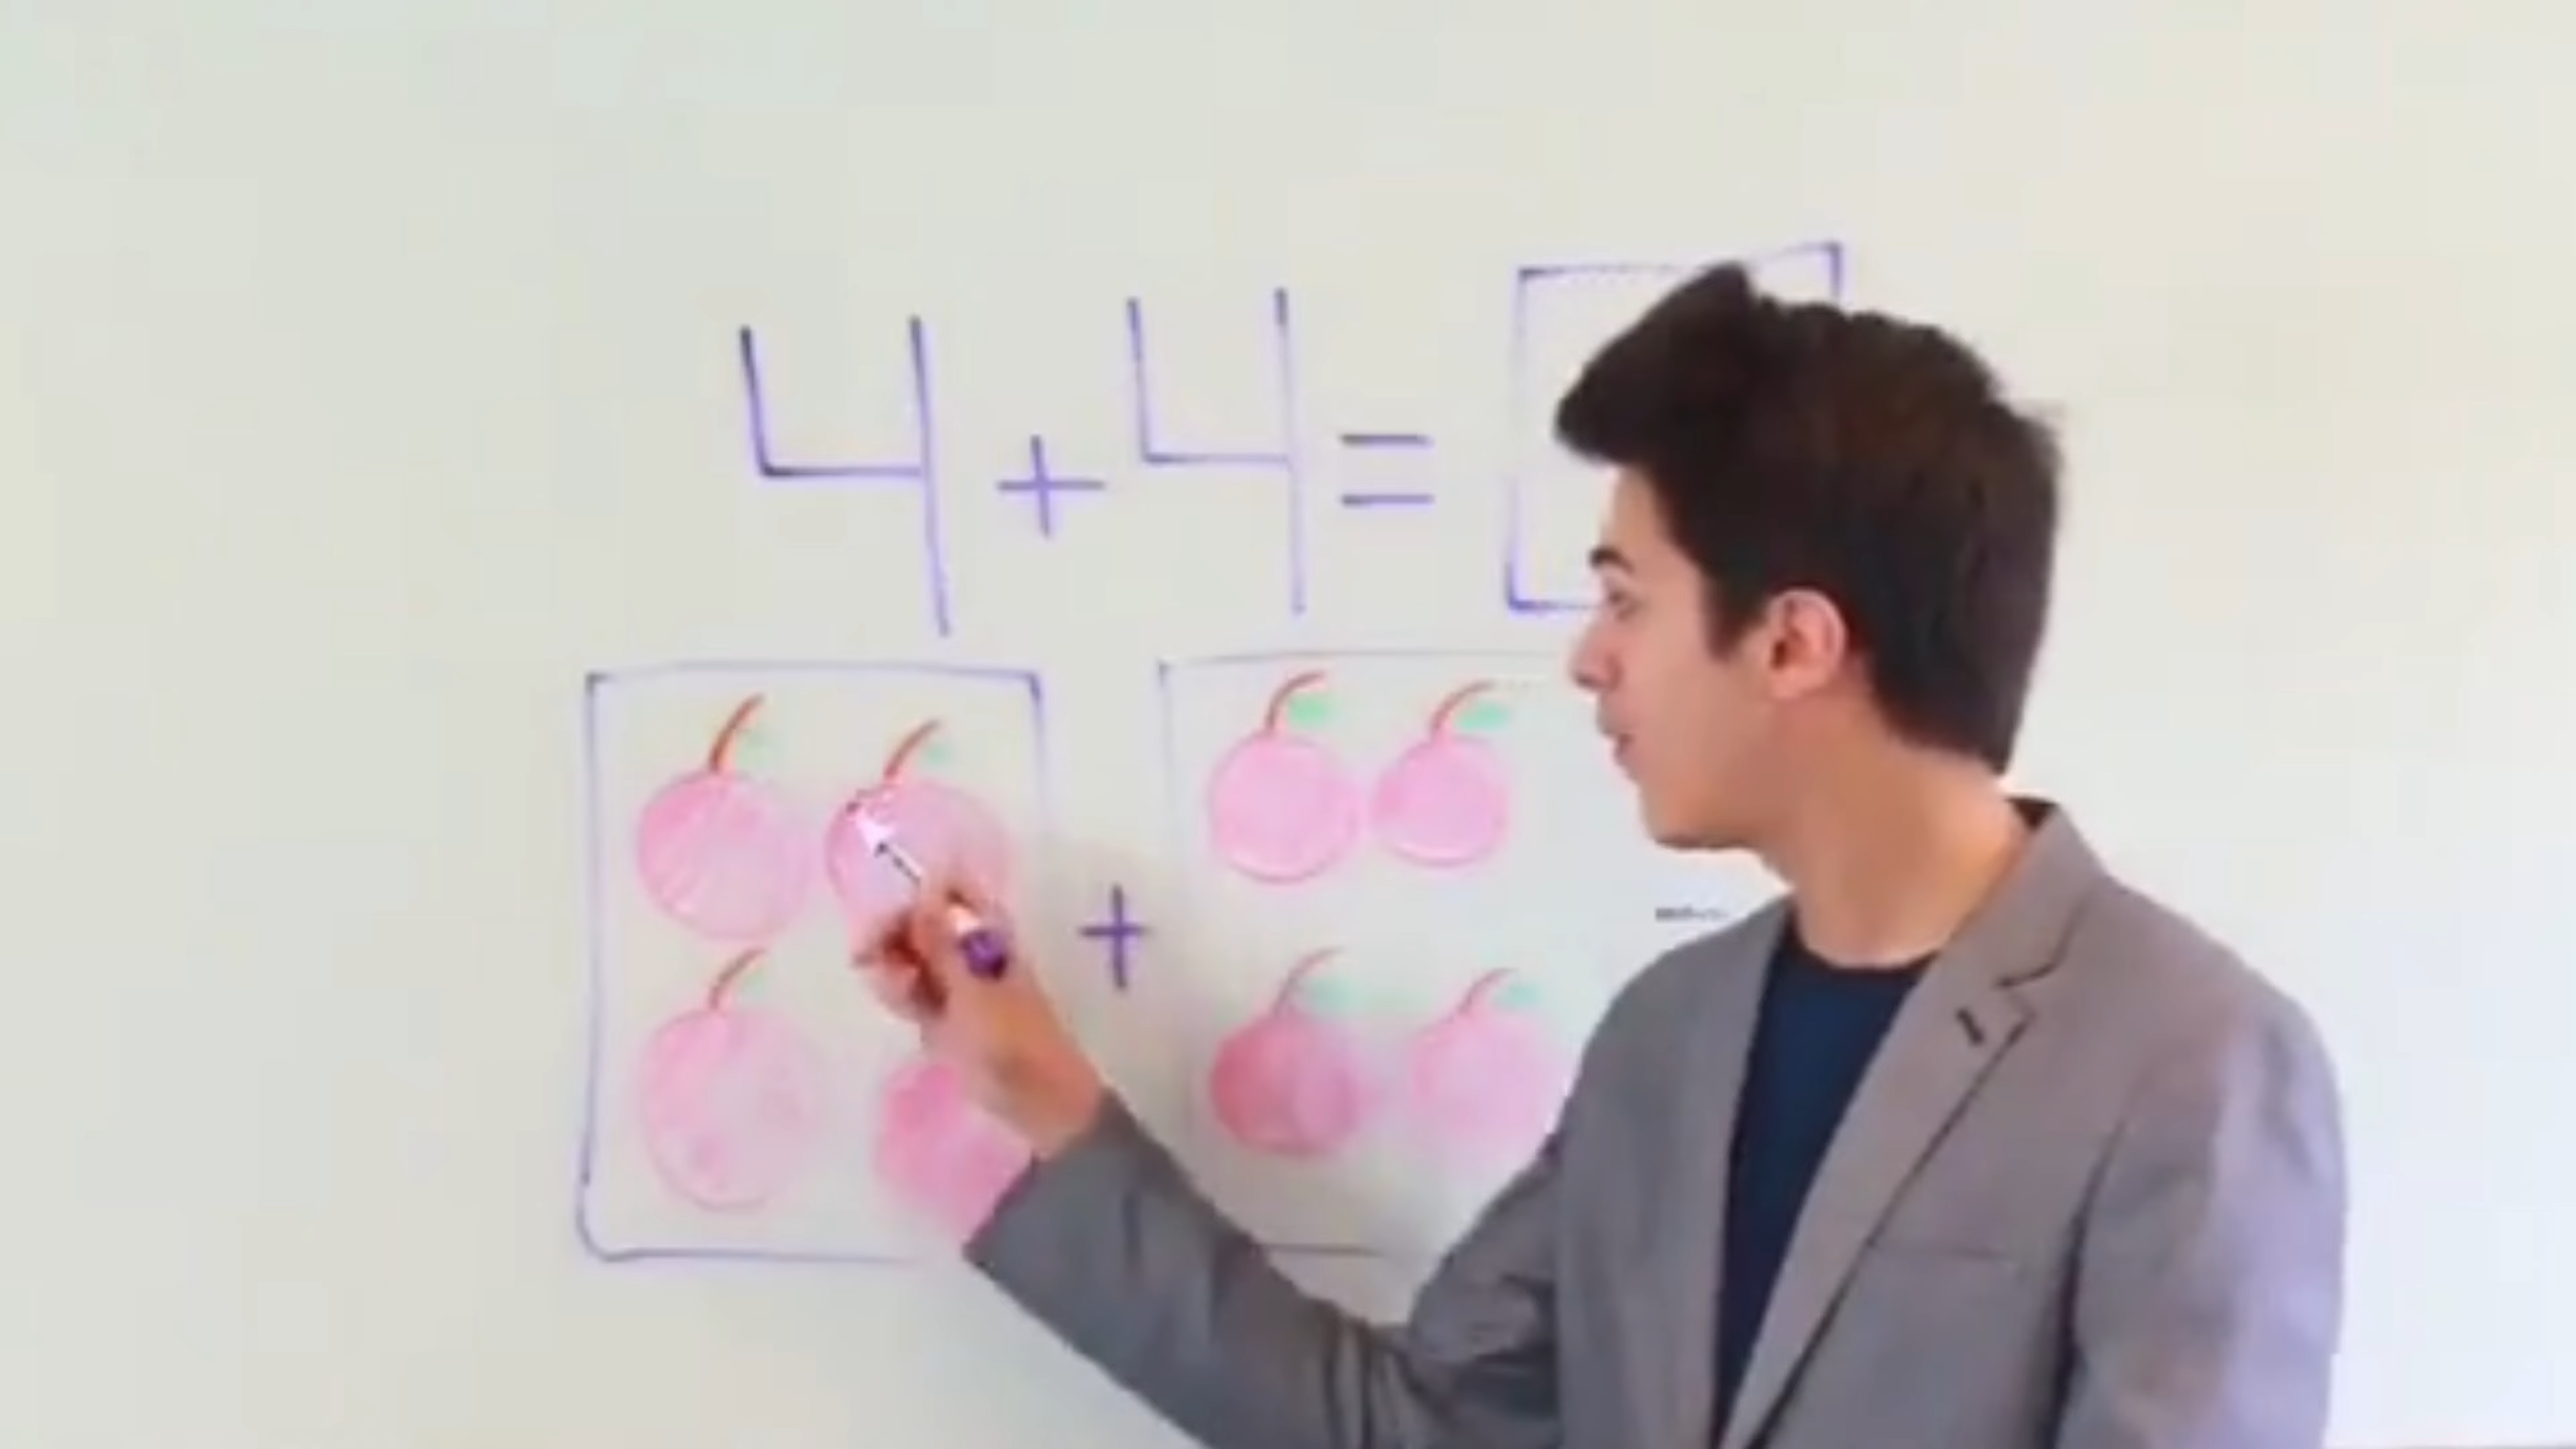 4 + 4 =
+